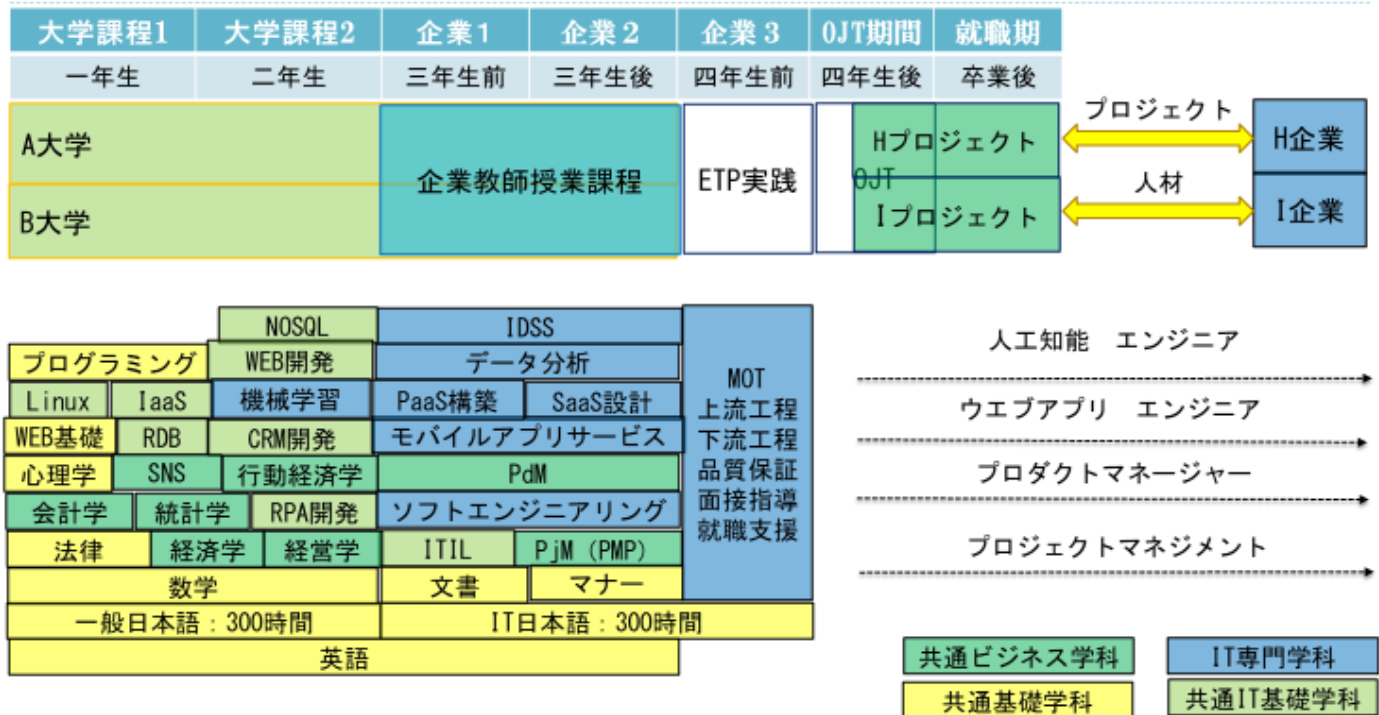 大学課程1 大学課程2 企業1 企業2 企業3 OJT期間 就職期
一年生 二年生 三年生前 三年生後 四年生前 四年生後 卒業後
A大学
B大学
企業教師授業課程
ETP実践
OJT
Hプロジェクト
Iプロジェクト
プロジェクト
人材
H企業
I企業
NOSQL IDSS
プログラミング WEB開発 データ分析
Linux IaaS 機械学習 PaaS構築 SaaS設計
WEB基礎 RDB CRM開発 モバイルアプリサービス
心理学 SNS 行動経済学 PdM
会計学 統計学 RPA開発 ソフトエンジニアリング
法律 経済学 経営学 ITIL PjM (PMP)
数学 文書 マナー
一般日本語:300時間 IT日本語:300時間
英語
MOT
上流工程
下流工程
品質保証
面接指導
就職支援
人工知能 エンジニア
ウエブアプリ エンジニア
プロダクトマネージャー
プロジェクトマネジメント
共通ビジネス学科 IT専門学科
共通基礎学科 共通IT基礎学科